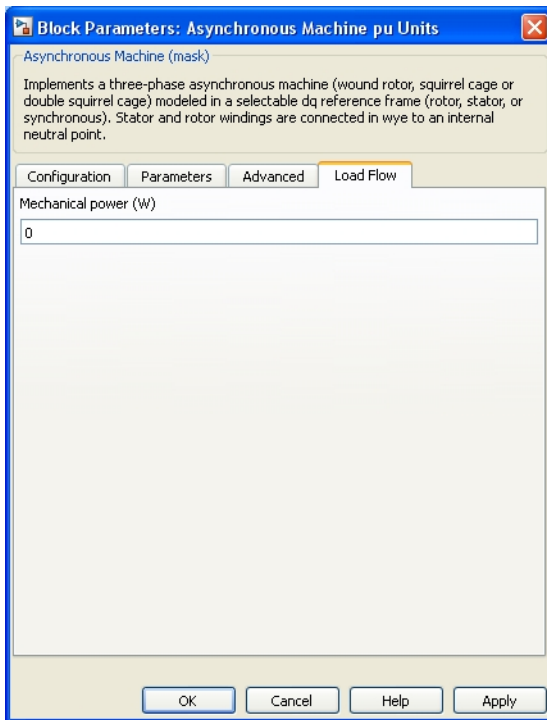 Block Parameters: Asynchronous Machine pu Units
Asynchronous Machine (mask)
Implements a three-phase asynchronous machine (wound rotor, squirrel cage or
double squirrel cage) modeled in a selectable dq reference frame (rotor, stator, or
synchronous). Stator and rotor windings are connected in wye to an internal
neutral point.
Configuration Parameters Advanced Load Flow
Mechanical power (W)
0
OK Cancel Help Apply